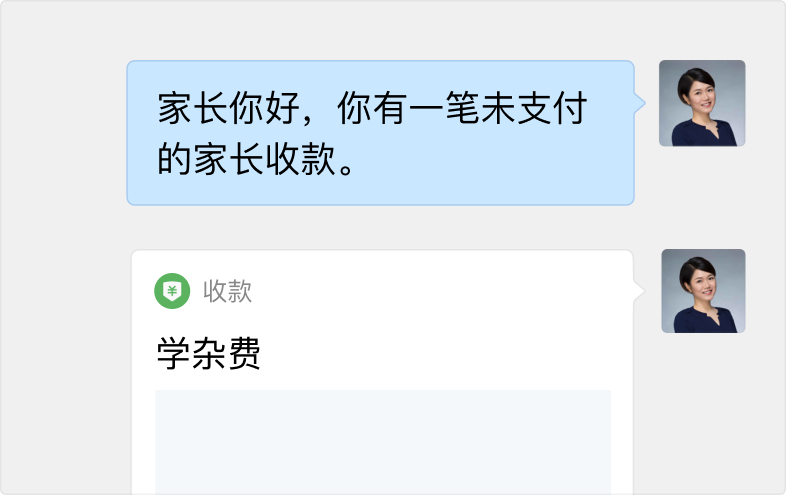 家长你好，你有一笔未支付
的家长收款。
收款
学杂费